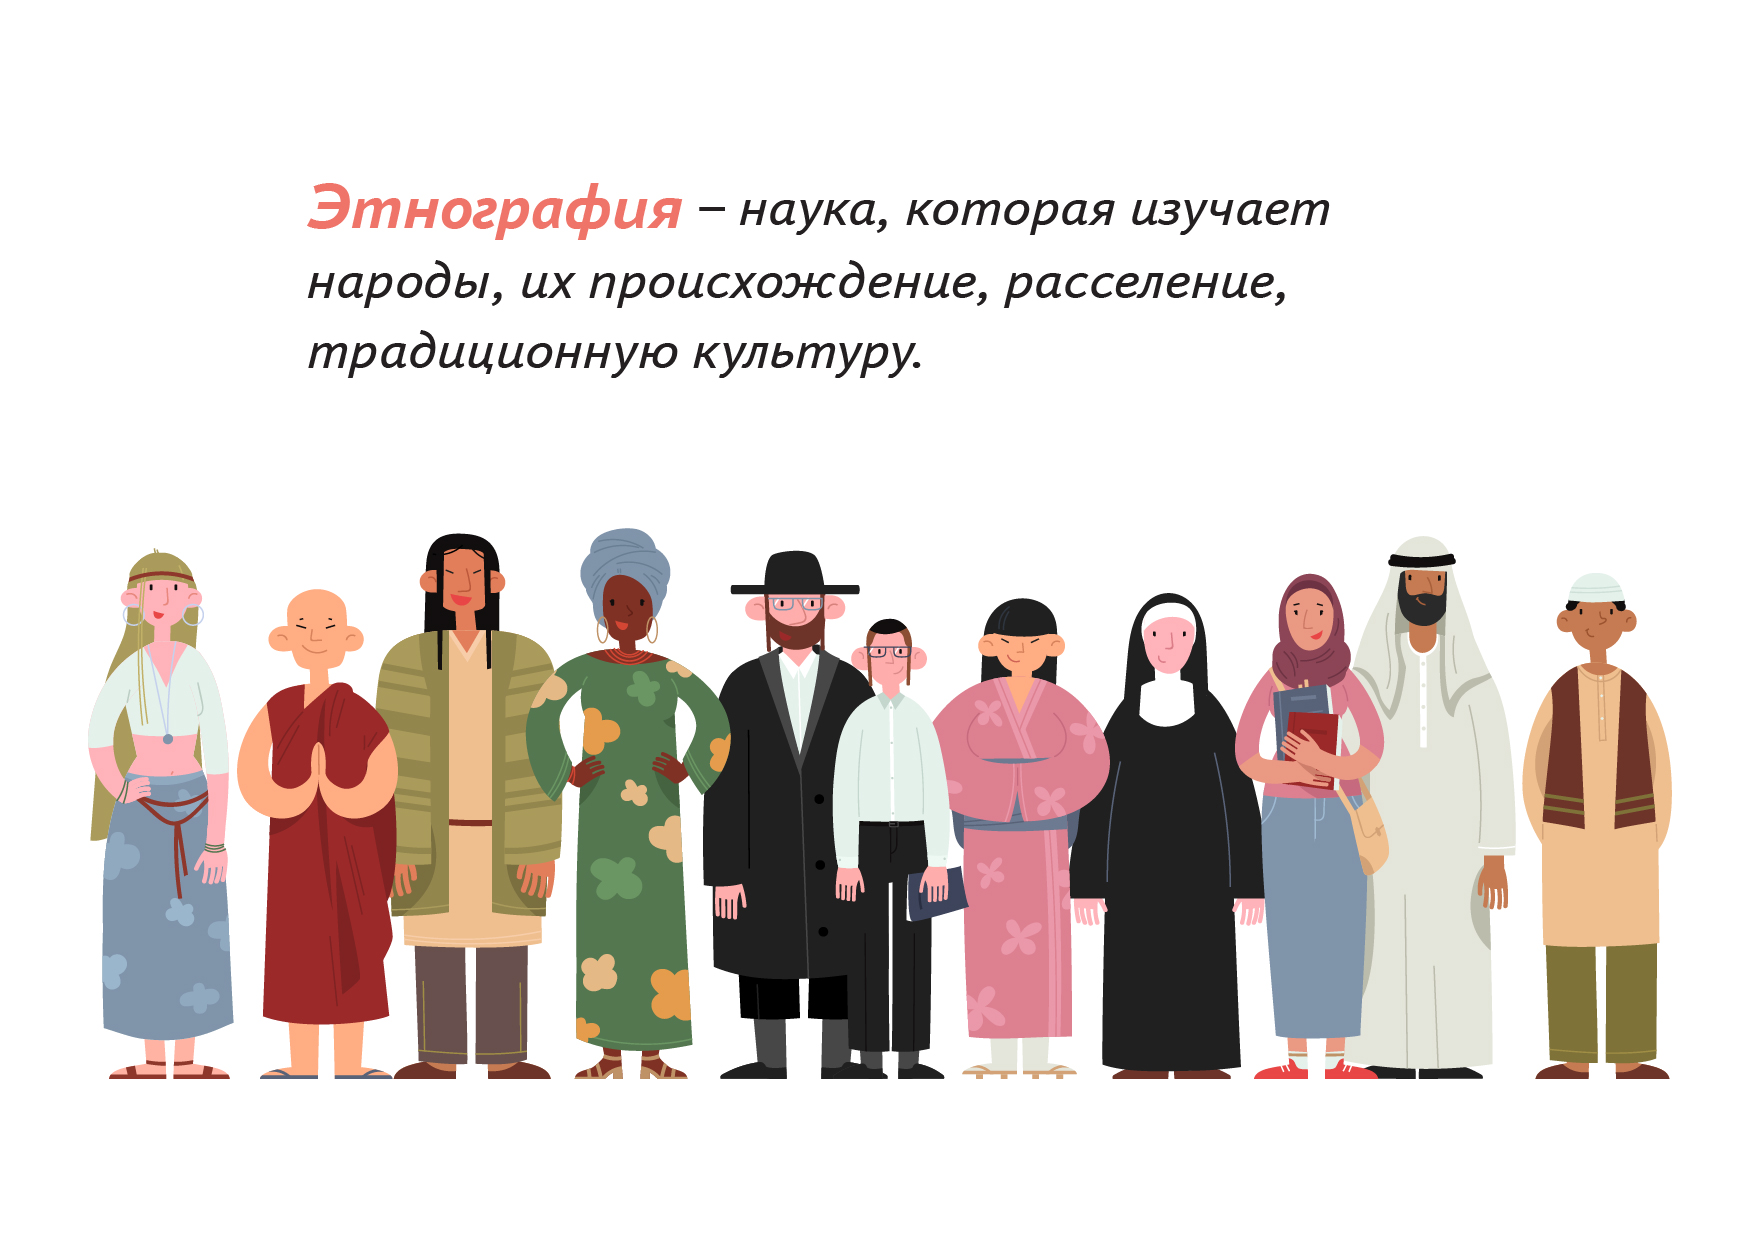 Этнография – наука, которая изучает
народы, их происхождение, расселение,
традиционную культуру.